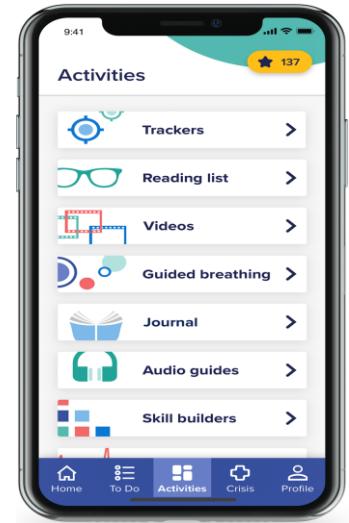 9:41
137
Activities
Trackers
Reading list
Videos
Guided breathing
Journal
Audio guides
Skill builders
Home To Do Activities Crisis Profile